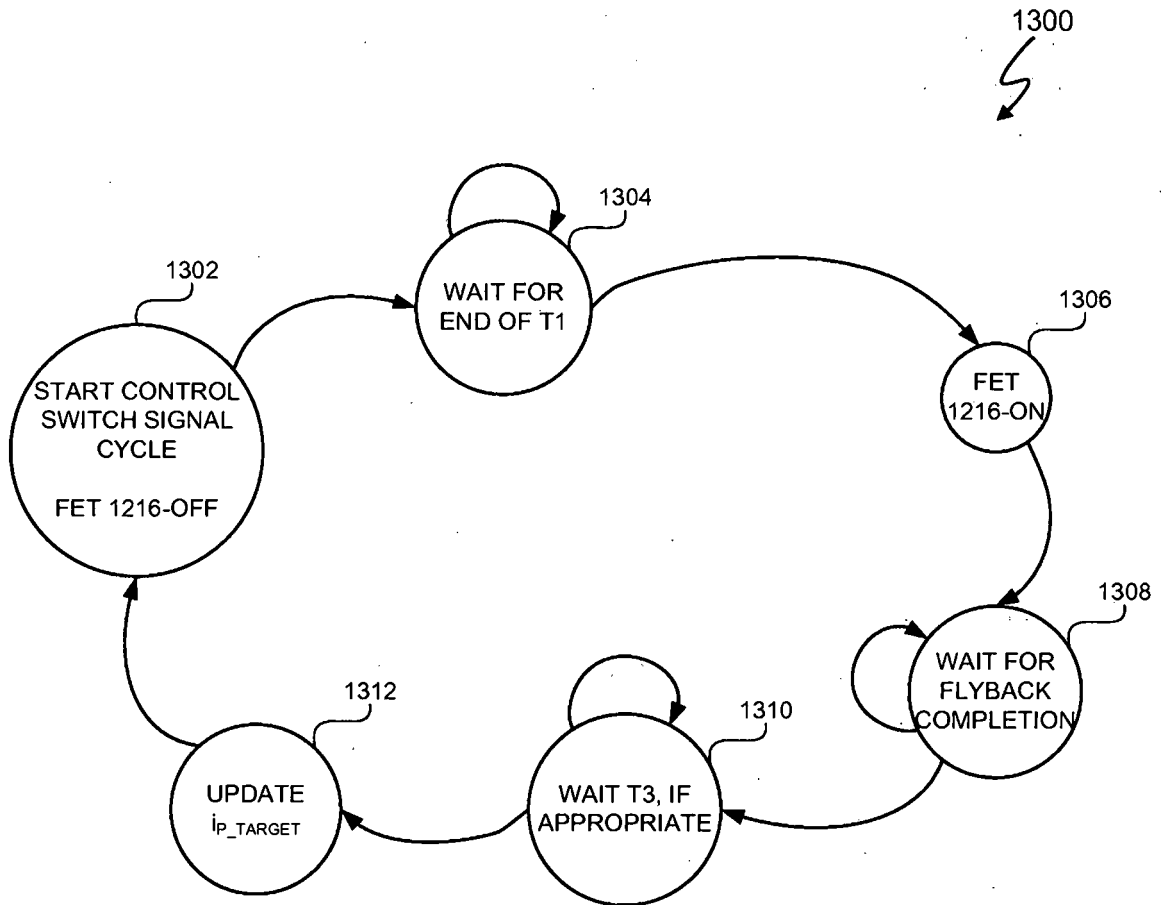 1300
1304
WAIT FOR
END OF T1
1302
START CONTROL
SWITCH SIGNAL
CYCLE
FET 1216-OFF
1306
FET
1216-ON
1308
WAIT FOR
FLYBACK
COMPLETION
1310
WAIT T3, IF
APPROPRIATE
1312
UPDATE
iP_TARGET